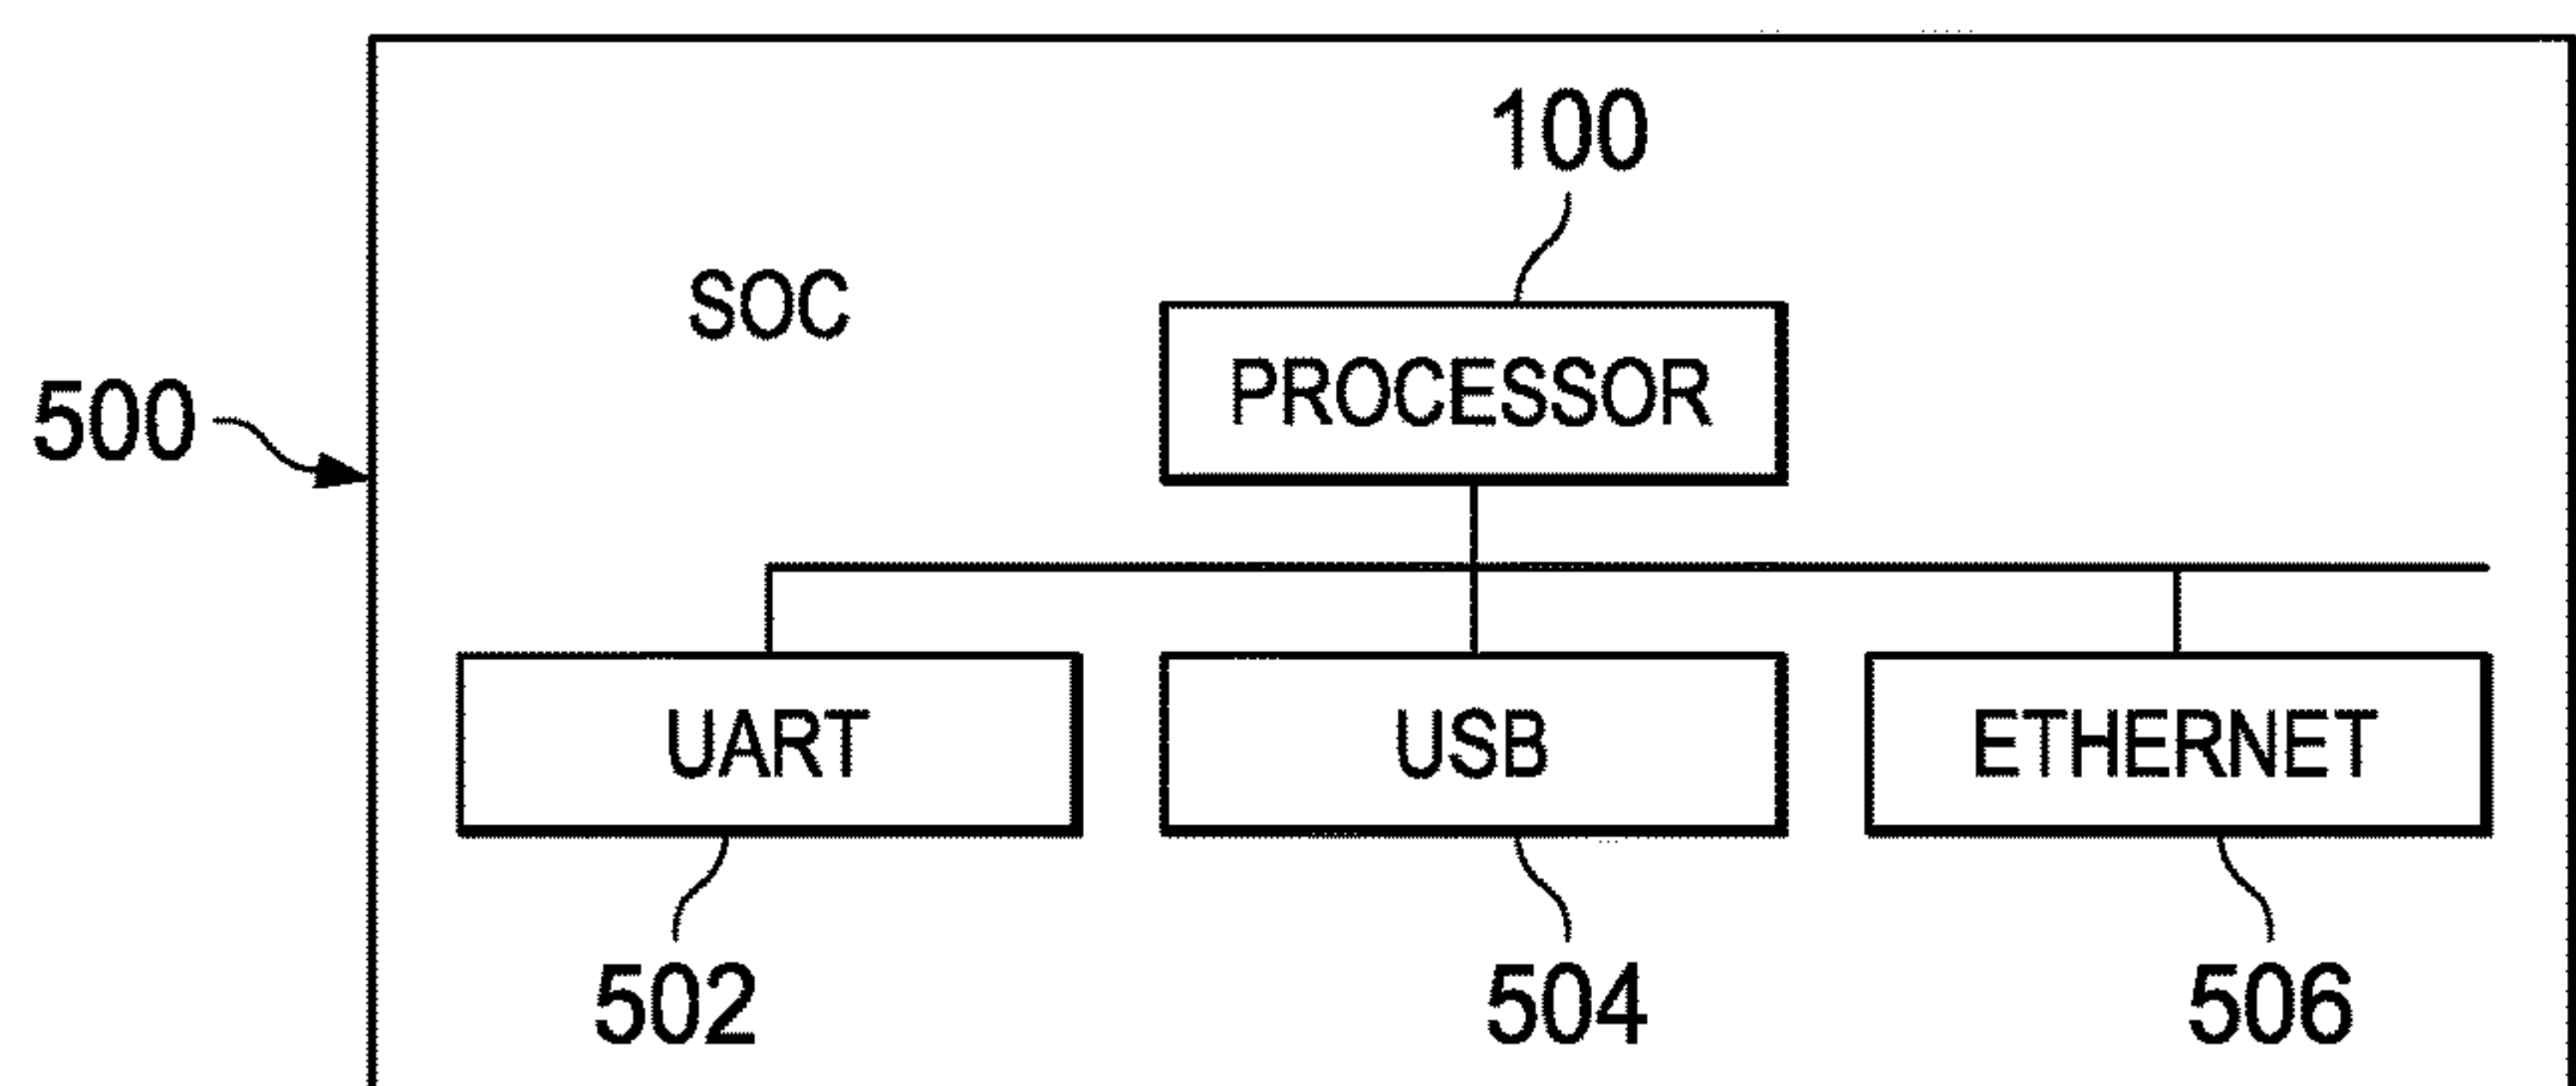 100
SOC
PROCESSOR
500
UART USB ETHERNET
502 504 506